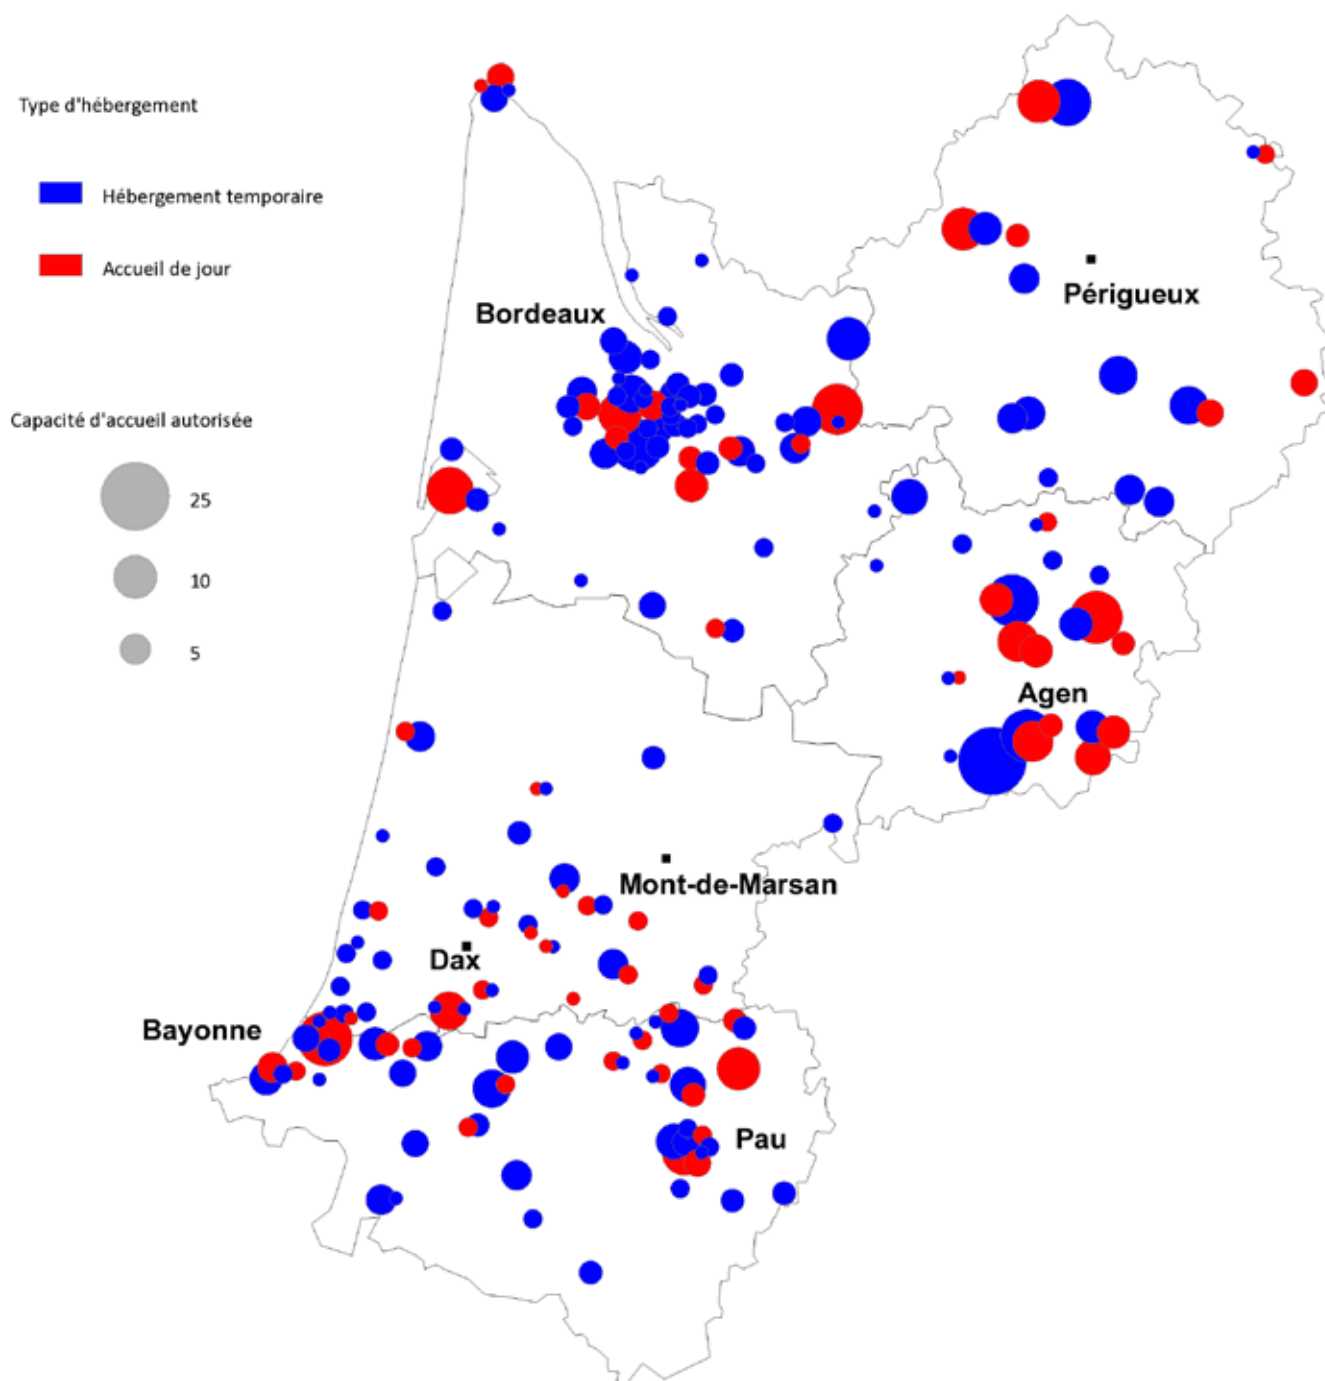 Type d'hébergement
Hébergement temporaire
Accueil de jour
Capacité d'accueil autorisée
25
10
5
Périgueux
Bordeaux
Agen
Mont-de-Marsan
Dax
Bayonne
Pau